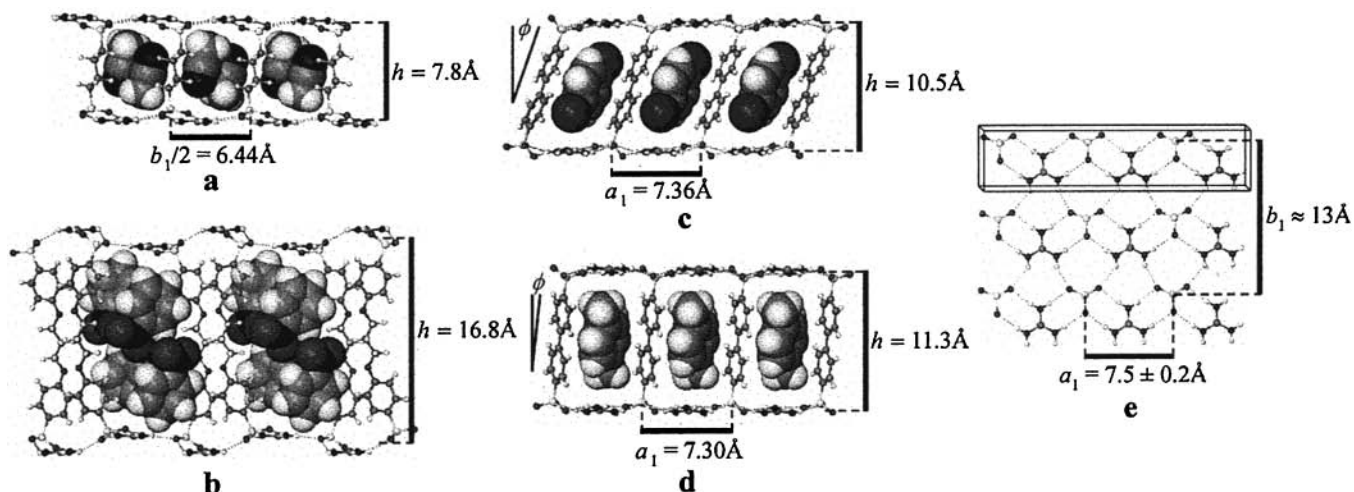 h = 7.8Å
b₁/2 = 6.44Å
a
h = 16.8Å
b
ϕ
h = 10.5Å
a₁ = 7.36Å
c
ϕ
h = 11.3Å
a₁ = 7.30Å
d
b₁ ≈ 13Å
a₁ = 7.5 ± 0.2Å
e